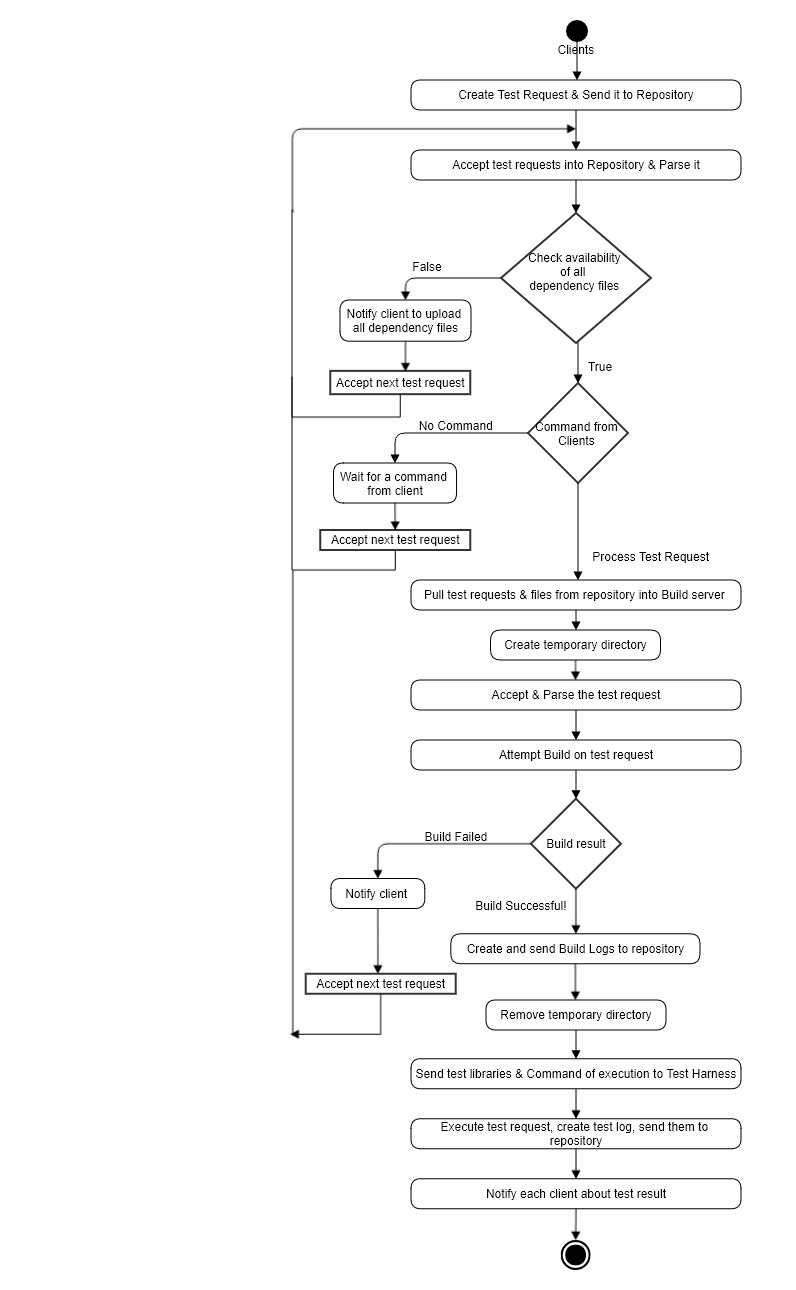 Clients
Create Test Request & Send it to Repository
Accept test requests into Repository & Parse it
Check availability
of all
dependency files
False
Notify client to upload
all dependency files
Accept next test request
True
Command from
Clients
No Command
Wait for a command
from client
Accept next test request
Process Test Request
Pull test requests & files from repository into Build server
Create temporary directory
Accept & Parse the test request
Attempt Build on test request
Build result
Build Failed
Notify client
Accept next test request
Build Successful!
Create and send Build Logs to repository
Remove temporary directory
Send test libraries & Command of execution to Test Harness
Execute test request, create test log, send them to
repository
Notify each client about test result